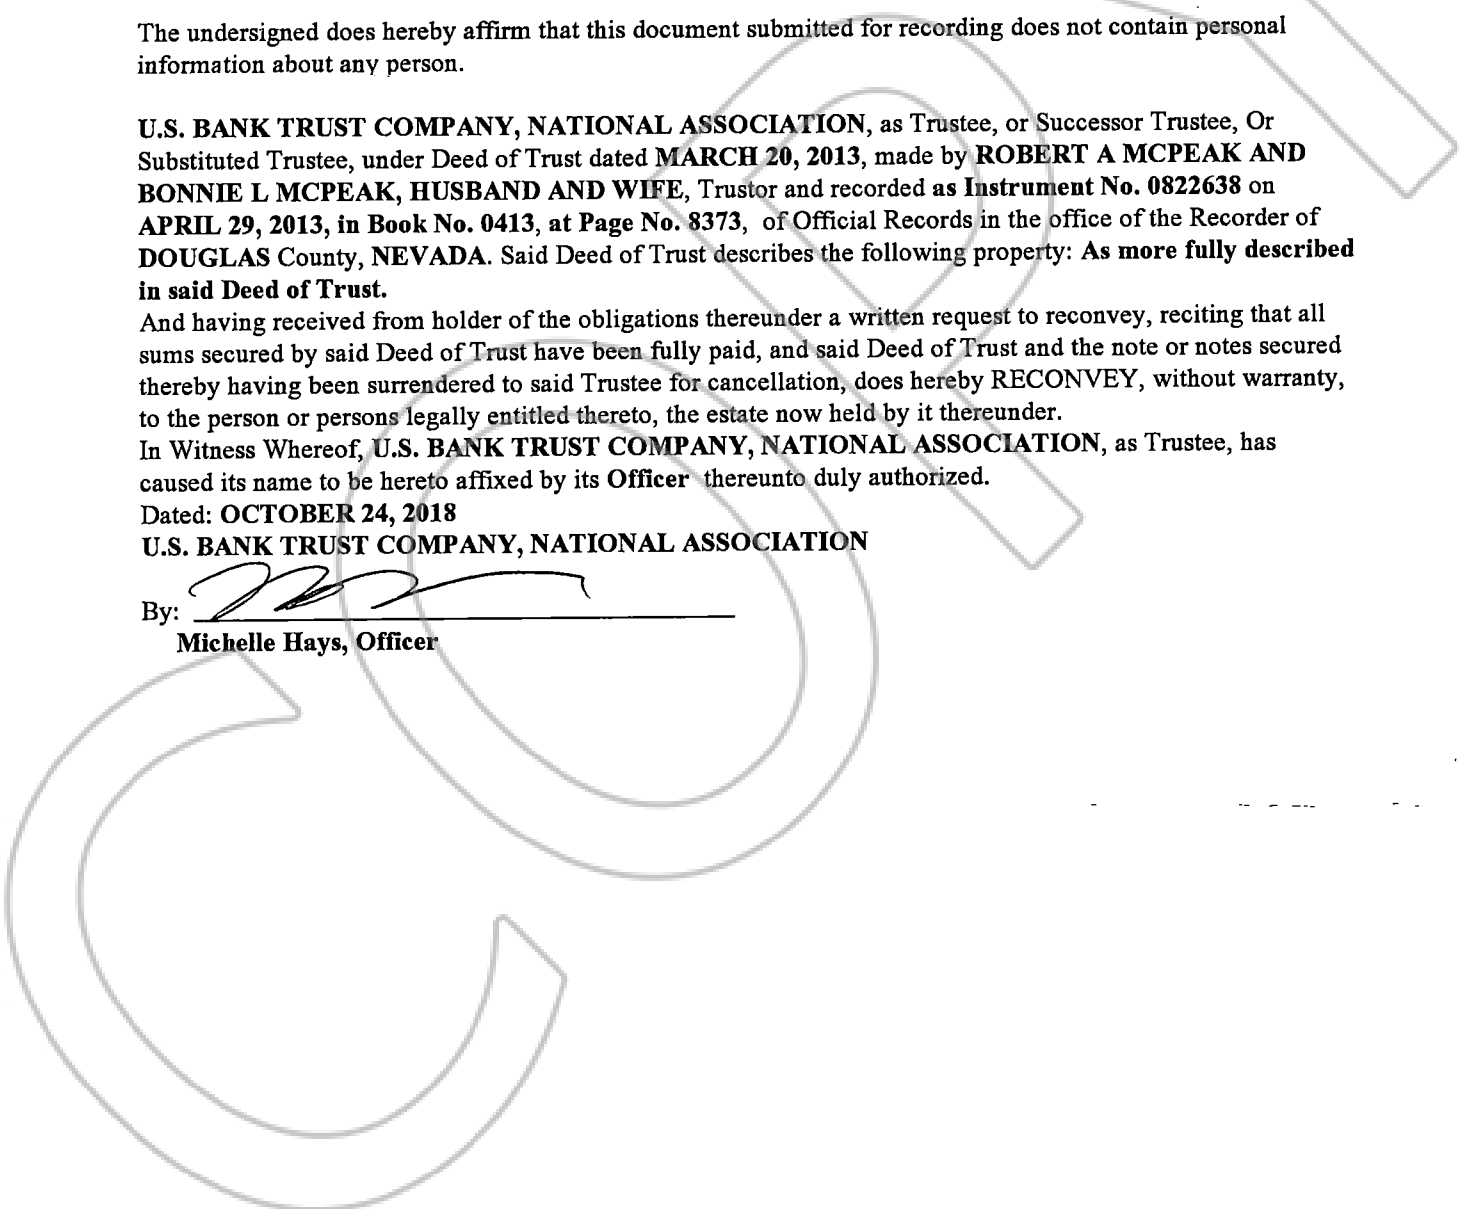 The undersigned does hereby affirm that this document submitted for recording does not contain personal
information about any person.
U.S. BANK TRUST COMPANY, NATIONAL ASSOCIATION, as Trustee, or Successor Trustee, Or
Substituted Trustee, under Deed of Trust dated MARCH 20, 2013, made by ROBERT A MCPEAK AND
BONNIE L MCPEAK, HUSBAND AND WIFE, Trustor and recorded as Instrument No. 0822638 on
APRIL 29, 2013, in Book No. 0413, at Page No. 8373, of Official Records in the office of the Recorder of
DOUGLAS County, NEVADA. Said Deed of Trust describes the following property: As more fully described
in said Deed of Trust.
And having received from holder of the obligations thereunder a written request to reconvey, reciting that all
sums secured by said Deed of Trust have been fully paid, and said Deed of Trust and the note or notes secured
thereby having been surrendered to said Trustee for cancellation, does hereby RECONVEY, without warranty,
to the person or persons legally entitled thereto, the estate now held by it thereunder.
In Witness Whereof, U.S. BANK TRUST COMPANY, NATIONAL ASSOCIATION, as Trustee, has
caused its name to be hereto affixed by its Officer thereunto duly authorized.
Dated: OCTOBER 24, 2018
U.S. BANK TRUST COMPANY, NATIONAL ASSOCIATION
By:
Michelle Hays, Officer
COPY